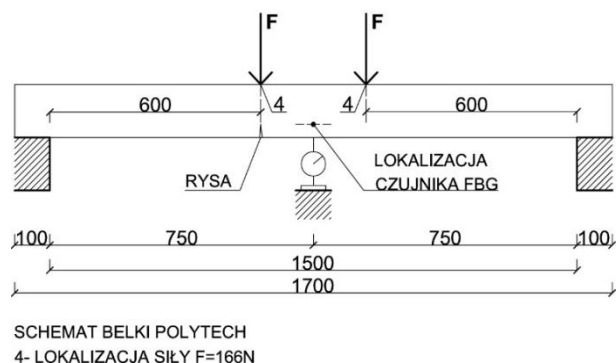 F F
600 4 4 600
LOKALIZACJA
RYSA CZUJNIKA FBG
100 750 750 100
1500
1700
SCHEMAT BELKI POLYTECH
4- LOKALIZACJA SIŁY F=166N